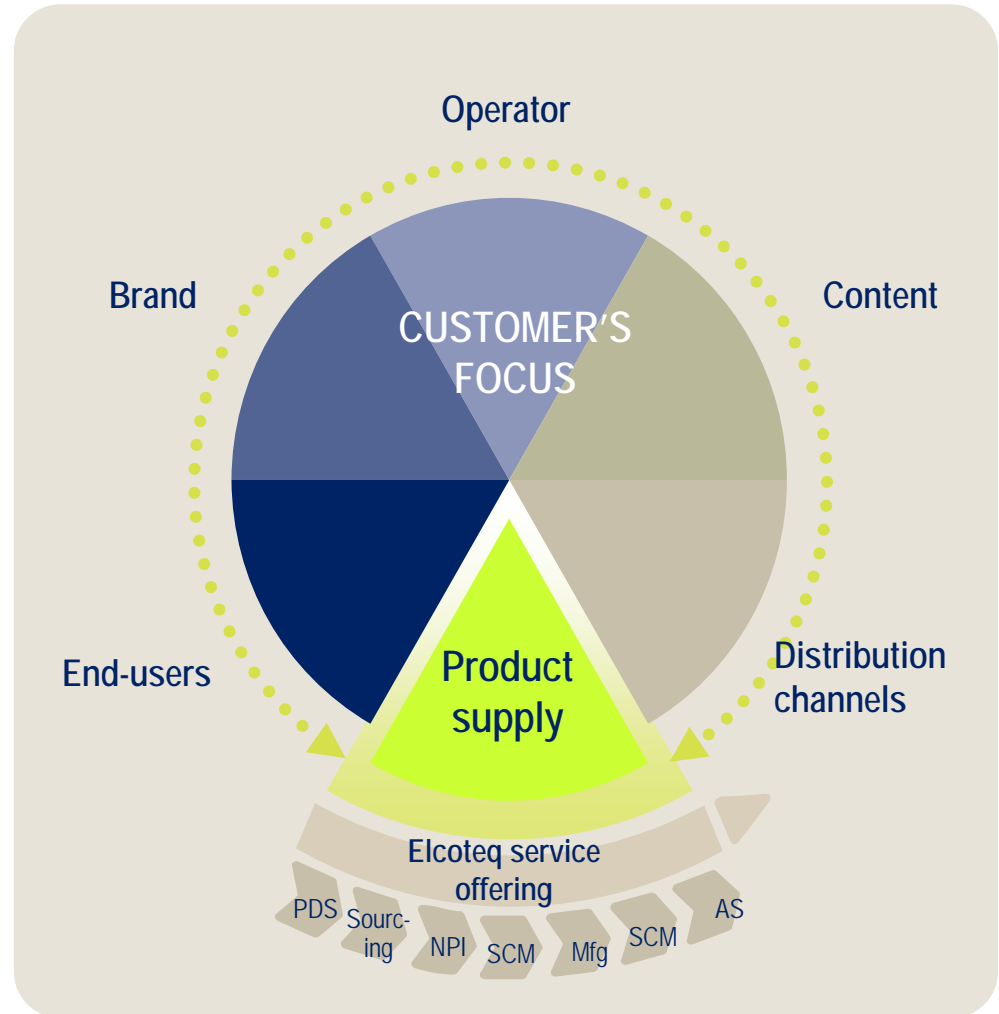 Operator
Brand
Content
CUSTOMER'S
FOCUS
End-users
Product
supply
Distribution
channels
Elcoteq service
offering
PDS
Sourc-
ing
NPI
SCM
Mfg
SCM
AS